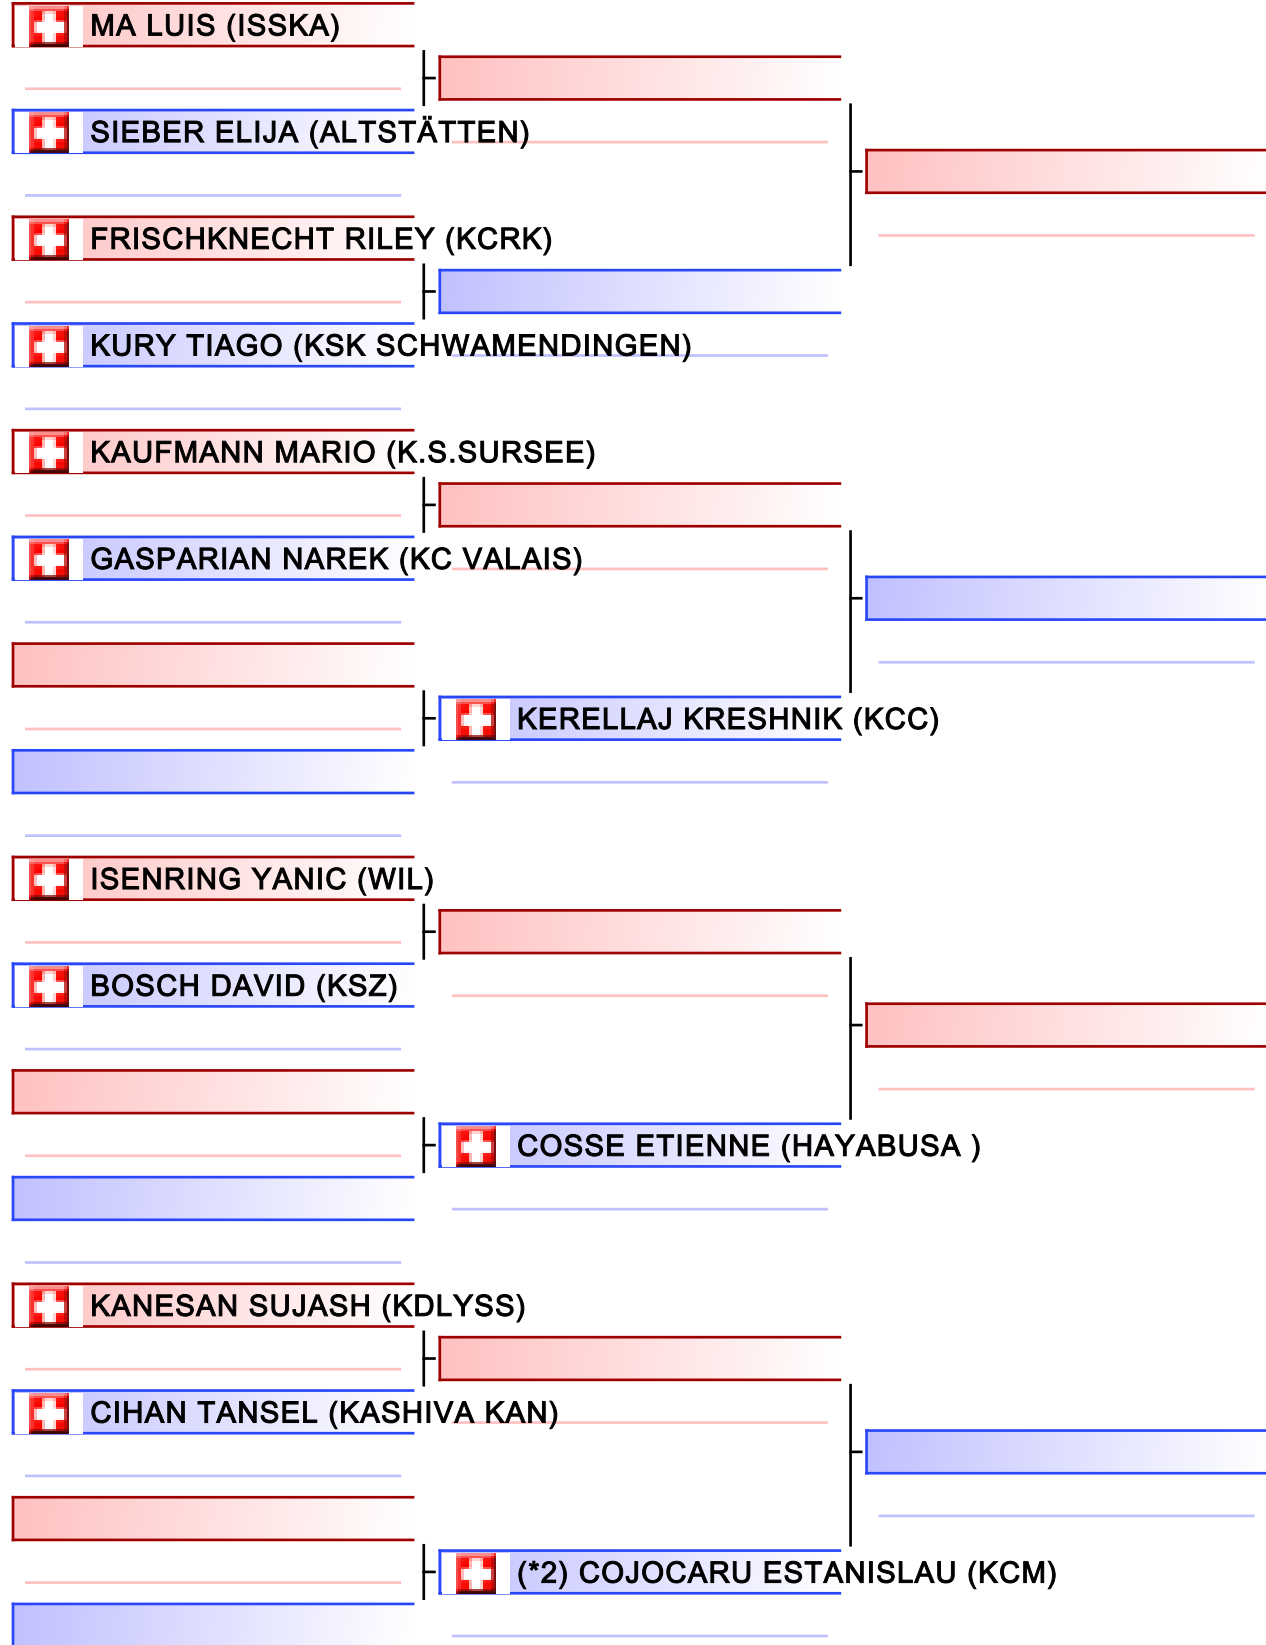 MA LUIS (ISSKA)
SIEBER ELIJA (ALTSTÄTTEN)
FRISCHKNECHT RILEY (KCRK)
KURY TIAGO (KSK SCHWAMENDINGEN)
KAUFMANN MARIO (K.S.SURSEE)
GASPARIAN NAREK (KC VALAIS)
KERELLAJ KRESHNIK (KCC)
ISENRING YANIC (WIL)
BOSCH DAVID (KSZ)
COSSE ETIENNE (HAYABUSA )
KANESAN SUJASH (KDLYSS)
CIHAN TANSEL (KASHIVA KAN)
(*2) COJOCARU ESTANISLAU (KCM)